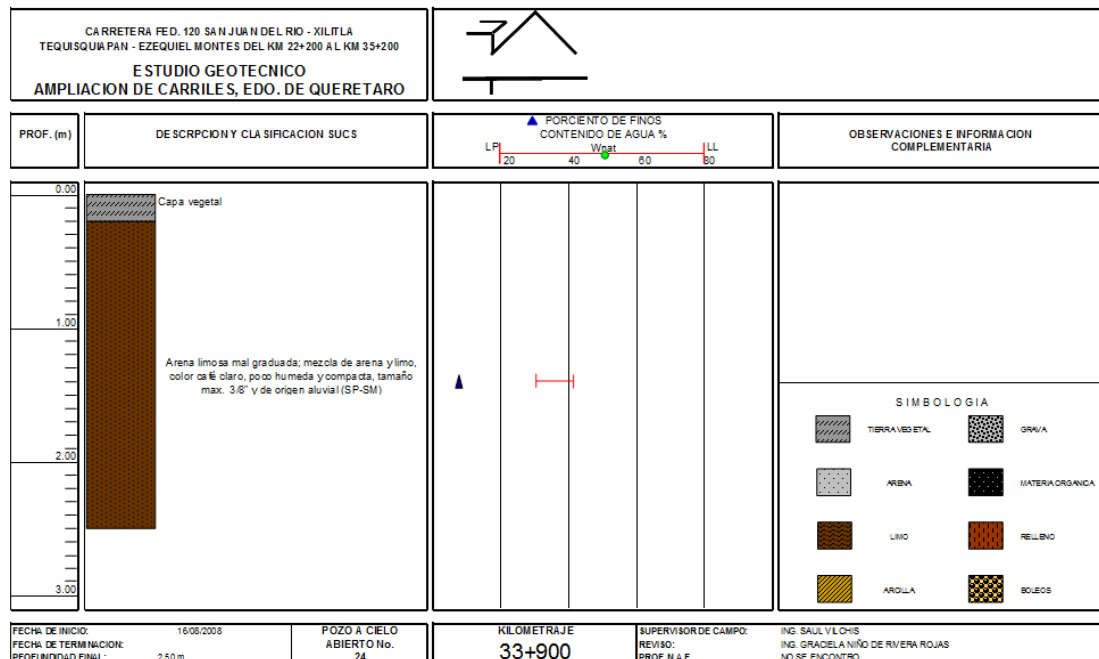 CARRETERA FED. 120 SAN JUAN DEL RIO - XILITLA
TEQUISQUIAPAN - EZEQUIEL MONTES DEL KM 22+200 AL KM 35+200
ESTUDIO GEOTECNICO
AMPLIACION DE CARRILES, EDO. DE QUERETARO
PROF. (m)
DESCRPCION Y CLASIFICACION SUCS
PORCIENTO DE FINOS
CONTENIDO DE AGUA %
LP Wnat LL
20 40 60 80
OBSERVACIONES E INFORMACION
COMPLEMENTARIA
0.00
Capa vegetal
1.00
Arena limosa mal graduada; mezcla de arena y limo,
color café claro, poco humeda y compacta, tamaño
max. 3/8" y de origen aluvial (SP-SM)
2.00
3.00
SIMBOLOGIA
TIERRA VEGETAL GRAVA
ARENA MATERIA ORGANICA
LIMO RELLENO
ARCILLA BOLEOS
FECHA DE INICIO: 16/08/2008
FECHA DE TERMINACION:
PROFUNDIDAD FINAL: 2.50 m
POZO A CIELO
ABIERTO No.
24
KILOMETRAJE
33+900
SUPERVISOR DE CAMPO: ING. SAUL VILCHIS
REVISO: ING. GRACIELA NIÑO DE RIVERA ROJAS
PROF. N.A.F. NO SE ENCONTRO